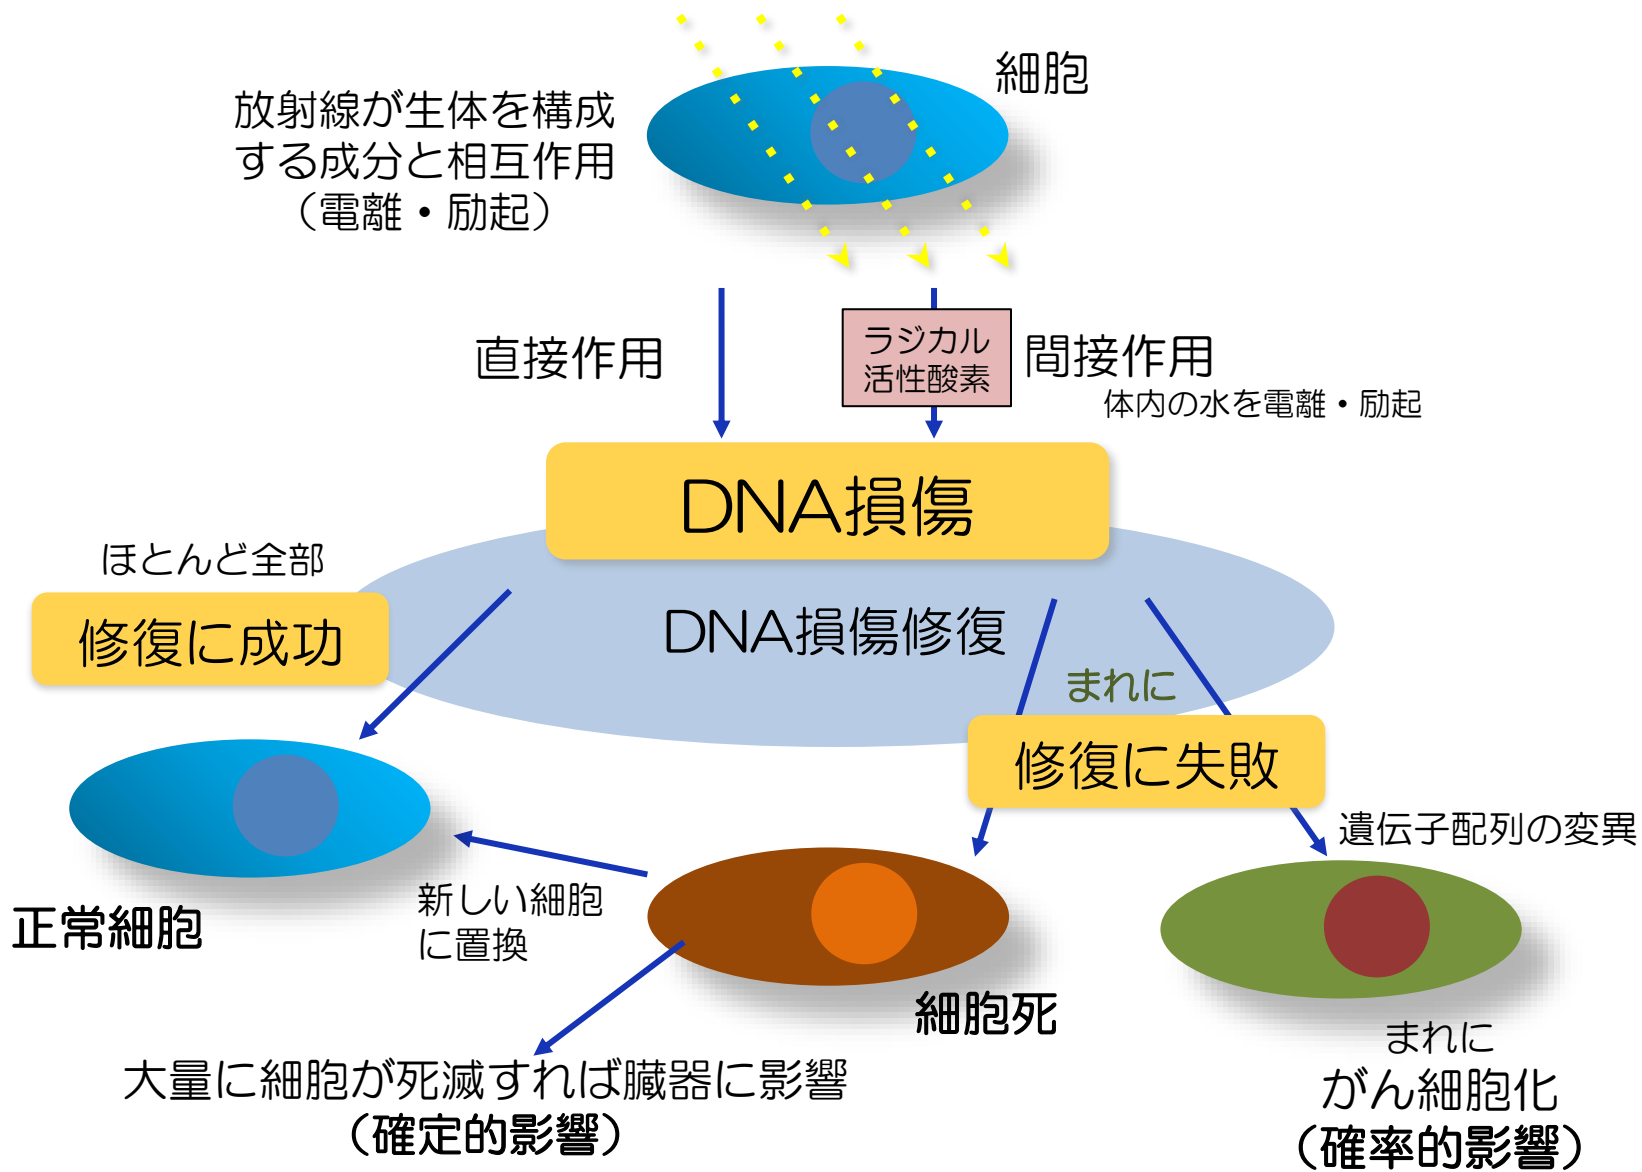 細胞
放射線が生体を構成
する成分と相互作用
（電離・励起）
直接作用
ラジカル
活性酸素
間接作用
体内の水を電離・励起
DNA損傷
ほとんど全部
修復に成功
DNA損傷修復
まれに
修復に失敗
遺伝子配列の変異
正常細胞
新しい細胞
に置換
細胞死
大量に細胞が死滅すれば臓器に影響
（確定的影響）
まれに
がん細胞化
（確率的影響）